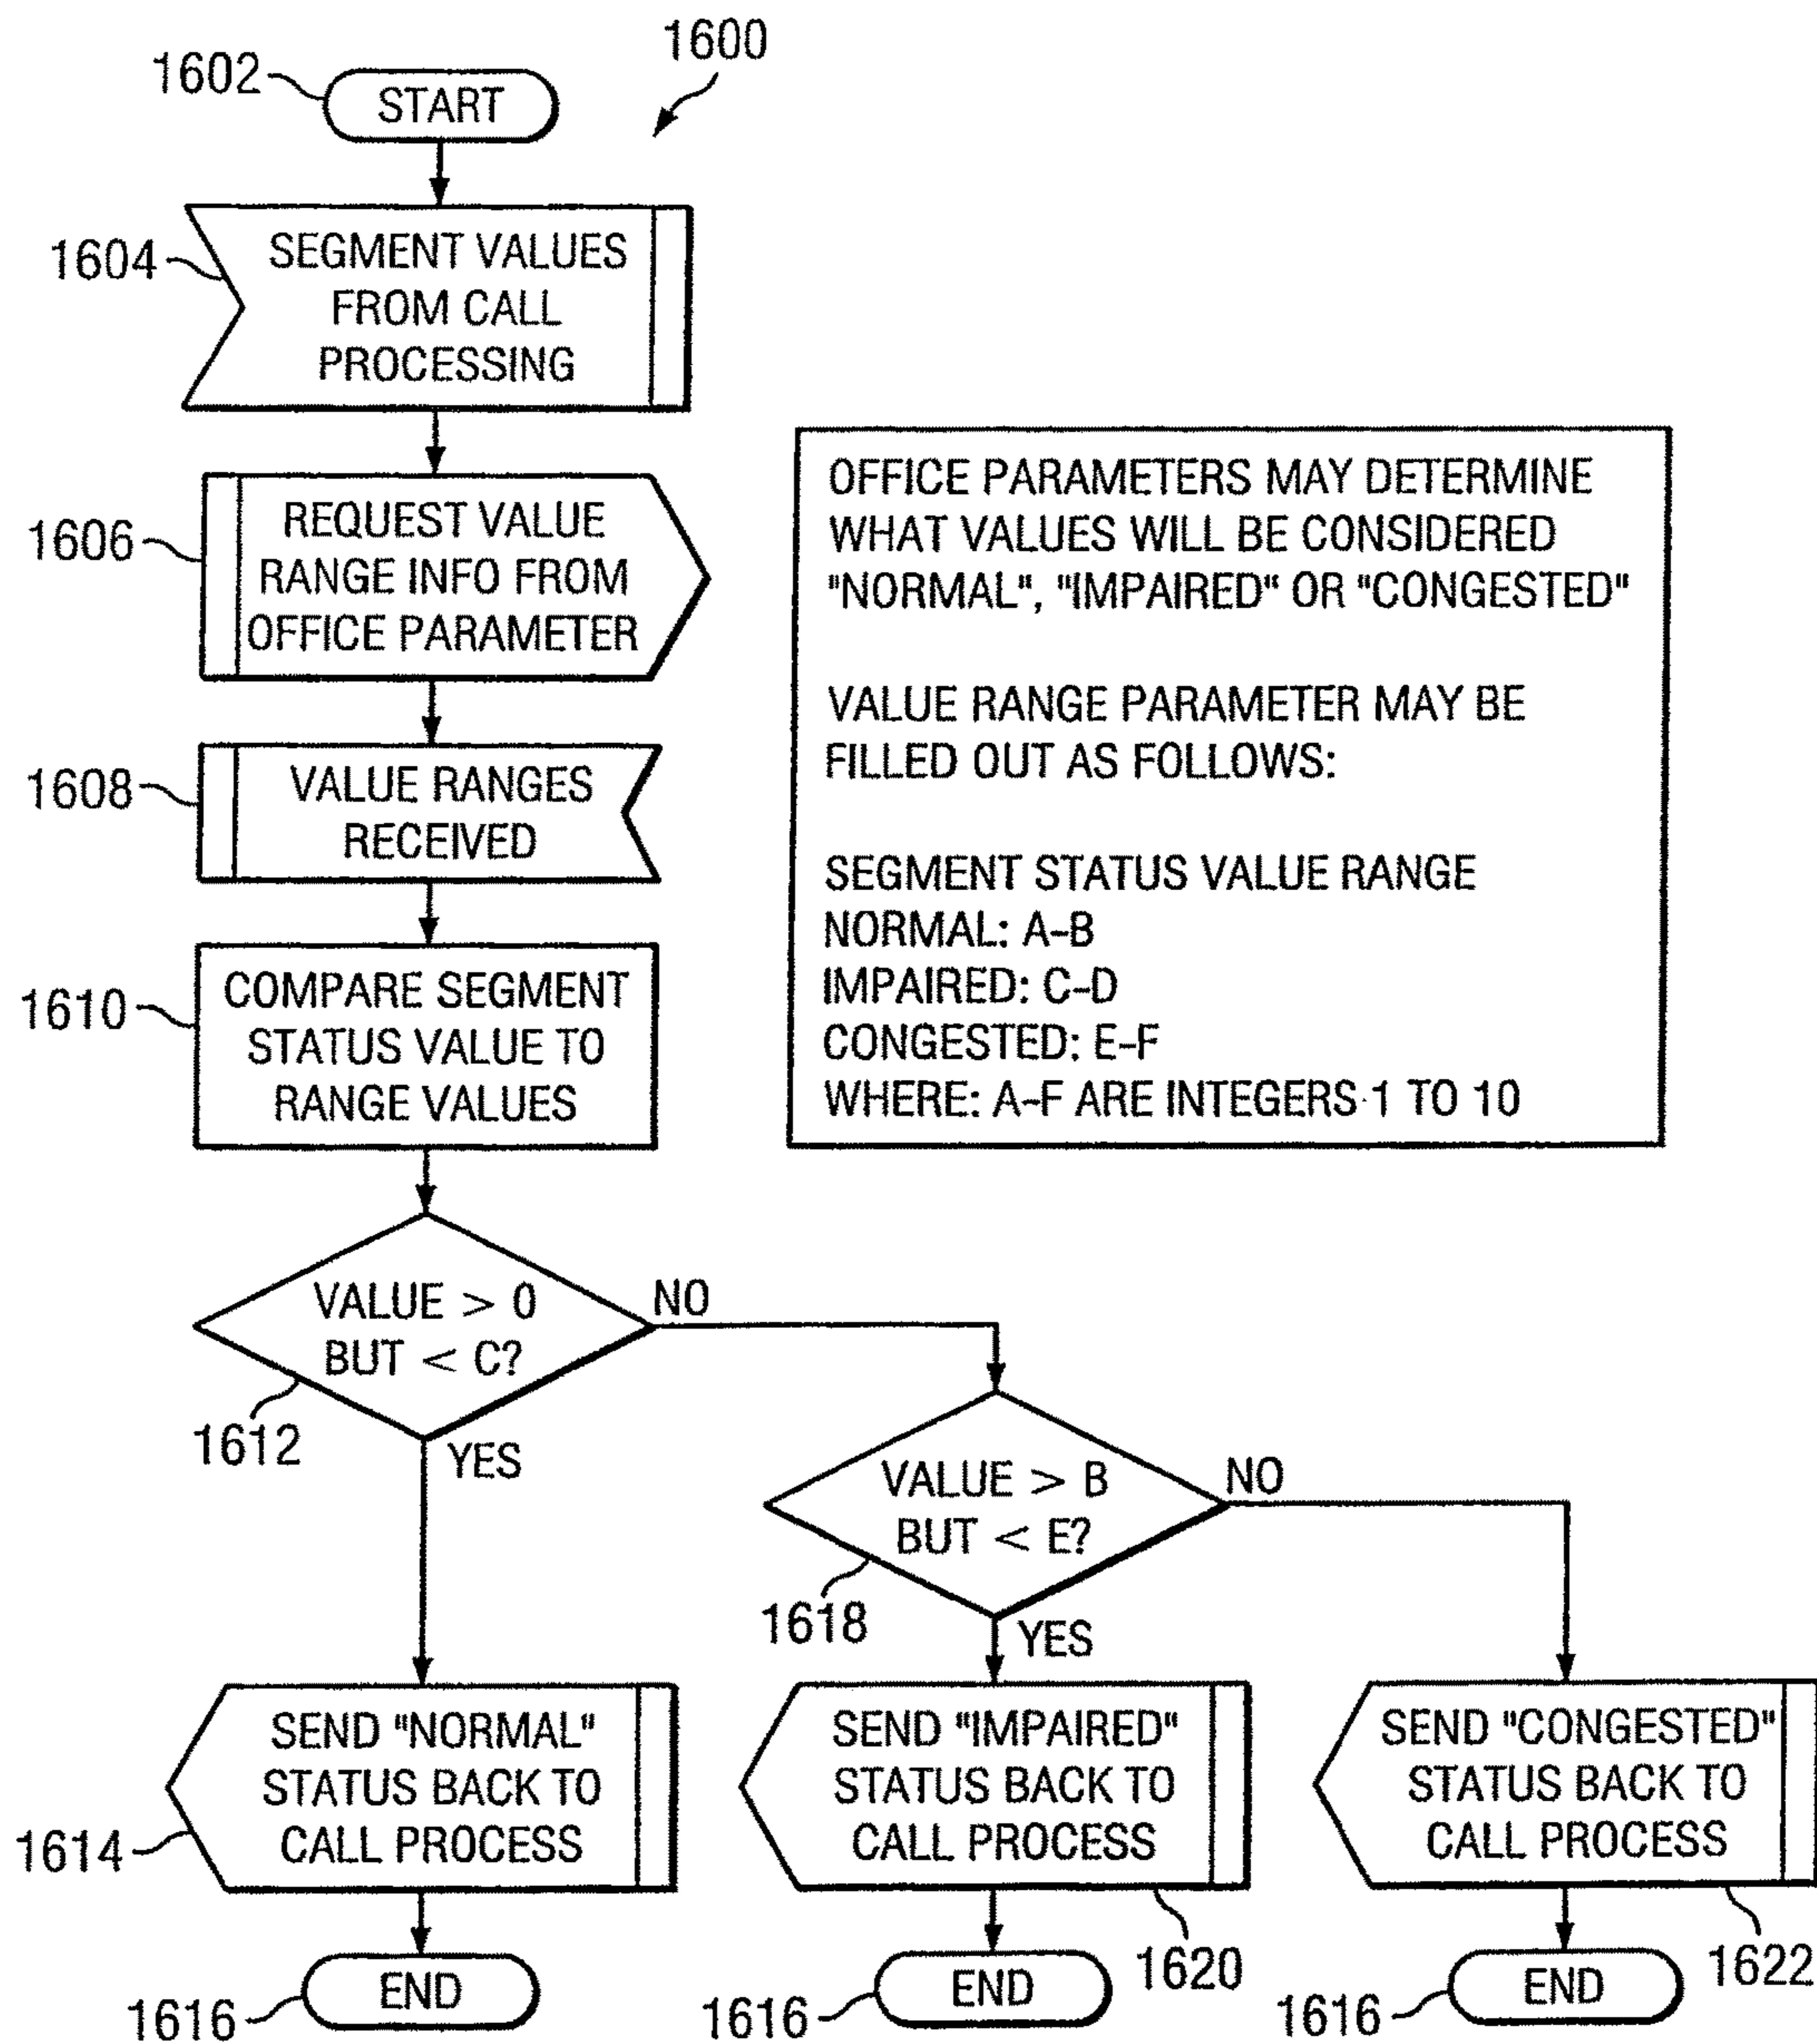 1600
1602
START
1604
SEGMENT VALUES
FROM CALL
PROCESSING
1606
REQUEST VALUE
RANGE INFO FROM
OFFICE PARAMETER
1608
VALUE RANGES
RECEIVED
1610
COMPARE SEGMENT
STATUS VALUE TO
RANGE VALUES
OFFICE PARAMETERS MAY DETERMINE
WHAT VALUES WILL BE CONSIDERED
"NORMAL", "IMPAIRED" OR "CONGESTED"
VALUE RANGE PARAMETER MAY BE
FILLED OUT AS FOLLOWS:
SEGMENT STATUS VALUE RANGE
NORMAL: A-B
IMPAIRED: C-D
CONGESTED: E-F
WHERE: A-F ARE INTEGERS 1 TO 10
VALUE > 0
BUT < C?
NO
1612
YES
VALUE > B
BUT < E?
NO
1618
YES
SEND "NORMAL"
STATUS BACK TO
CALL PROCESS
1614
SEND "IMPAIRED"
STATUS BACK TO
CALL PROCESS
1620
SEND "CONGESTED"
STATUS BACK TO
CALL PROCESS
1622
END
1616
END
1616
END
1616